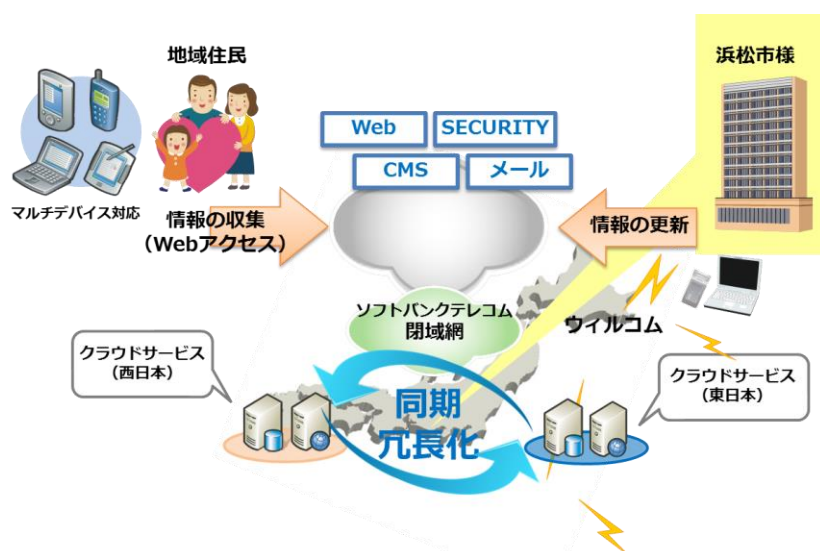 地域住民
浜松市様
Web
SECURITY
CMS
メール
マルチデバイス対応
情報の収集
（Webアクセス）
情報の更新
ソフトバンクテレコム
閉域網
ウィルコム
クラウドサービス
（西日本）
クラウドサービス
（東日本）
同期
冗長化